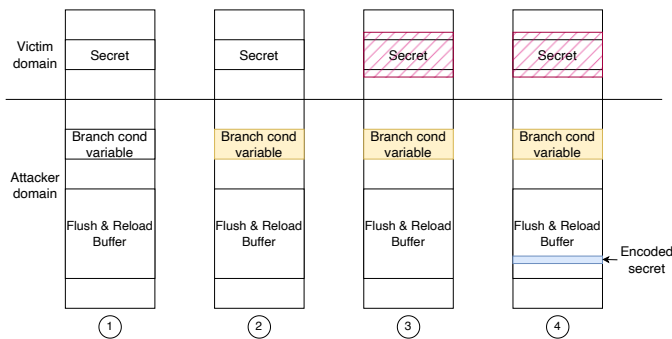 Victim
domain
Secret
Secret
Secret
Secret
Attacker
domain
Branch cond
variable
Branch cond
variable
Branch cond
variable
Branch cond
variable
Flush & Reload
Buffer
Flush & Reload
Buffer
Flush & Reload
Buffer
Flush & Reload
Buffer
Encoded
secret
1
2
3
4